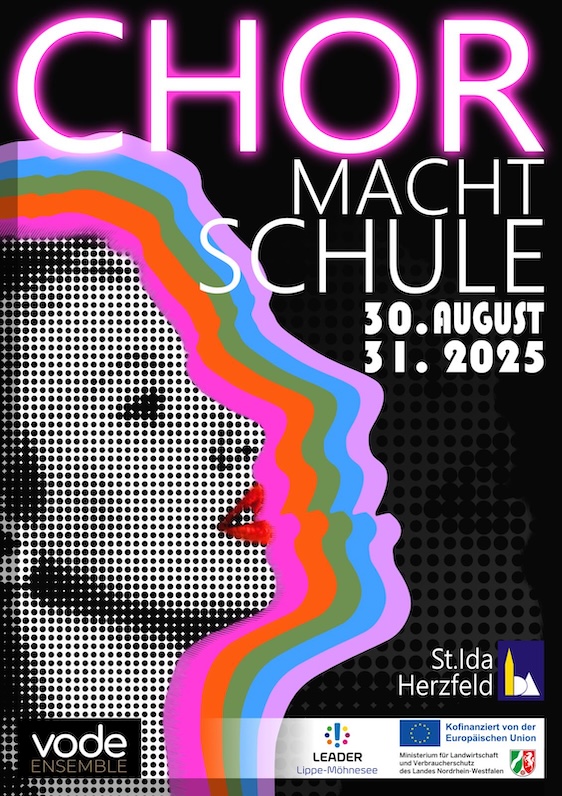 CHOR
MACHT
SCHULE
30. AUGUST
31. 2025
St.Ida
Herzfeld
vode
ENSEMBLE
LEADER
Lippe-Möhnesee
Kofinanziert von der
Europäischen Union
Ministerium für Landwirtschaft
und Verbraucherschutz
des Landes Nordrhein-Westfalen